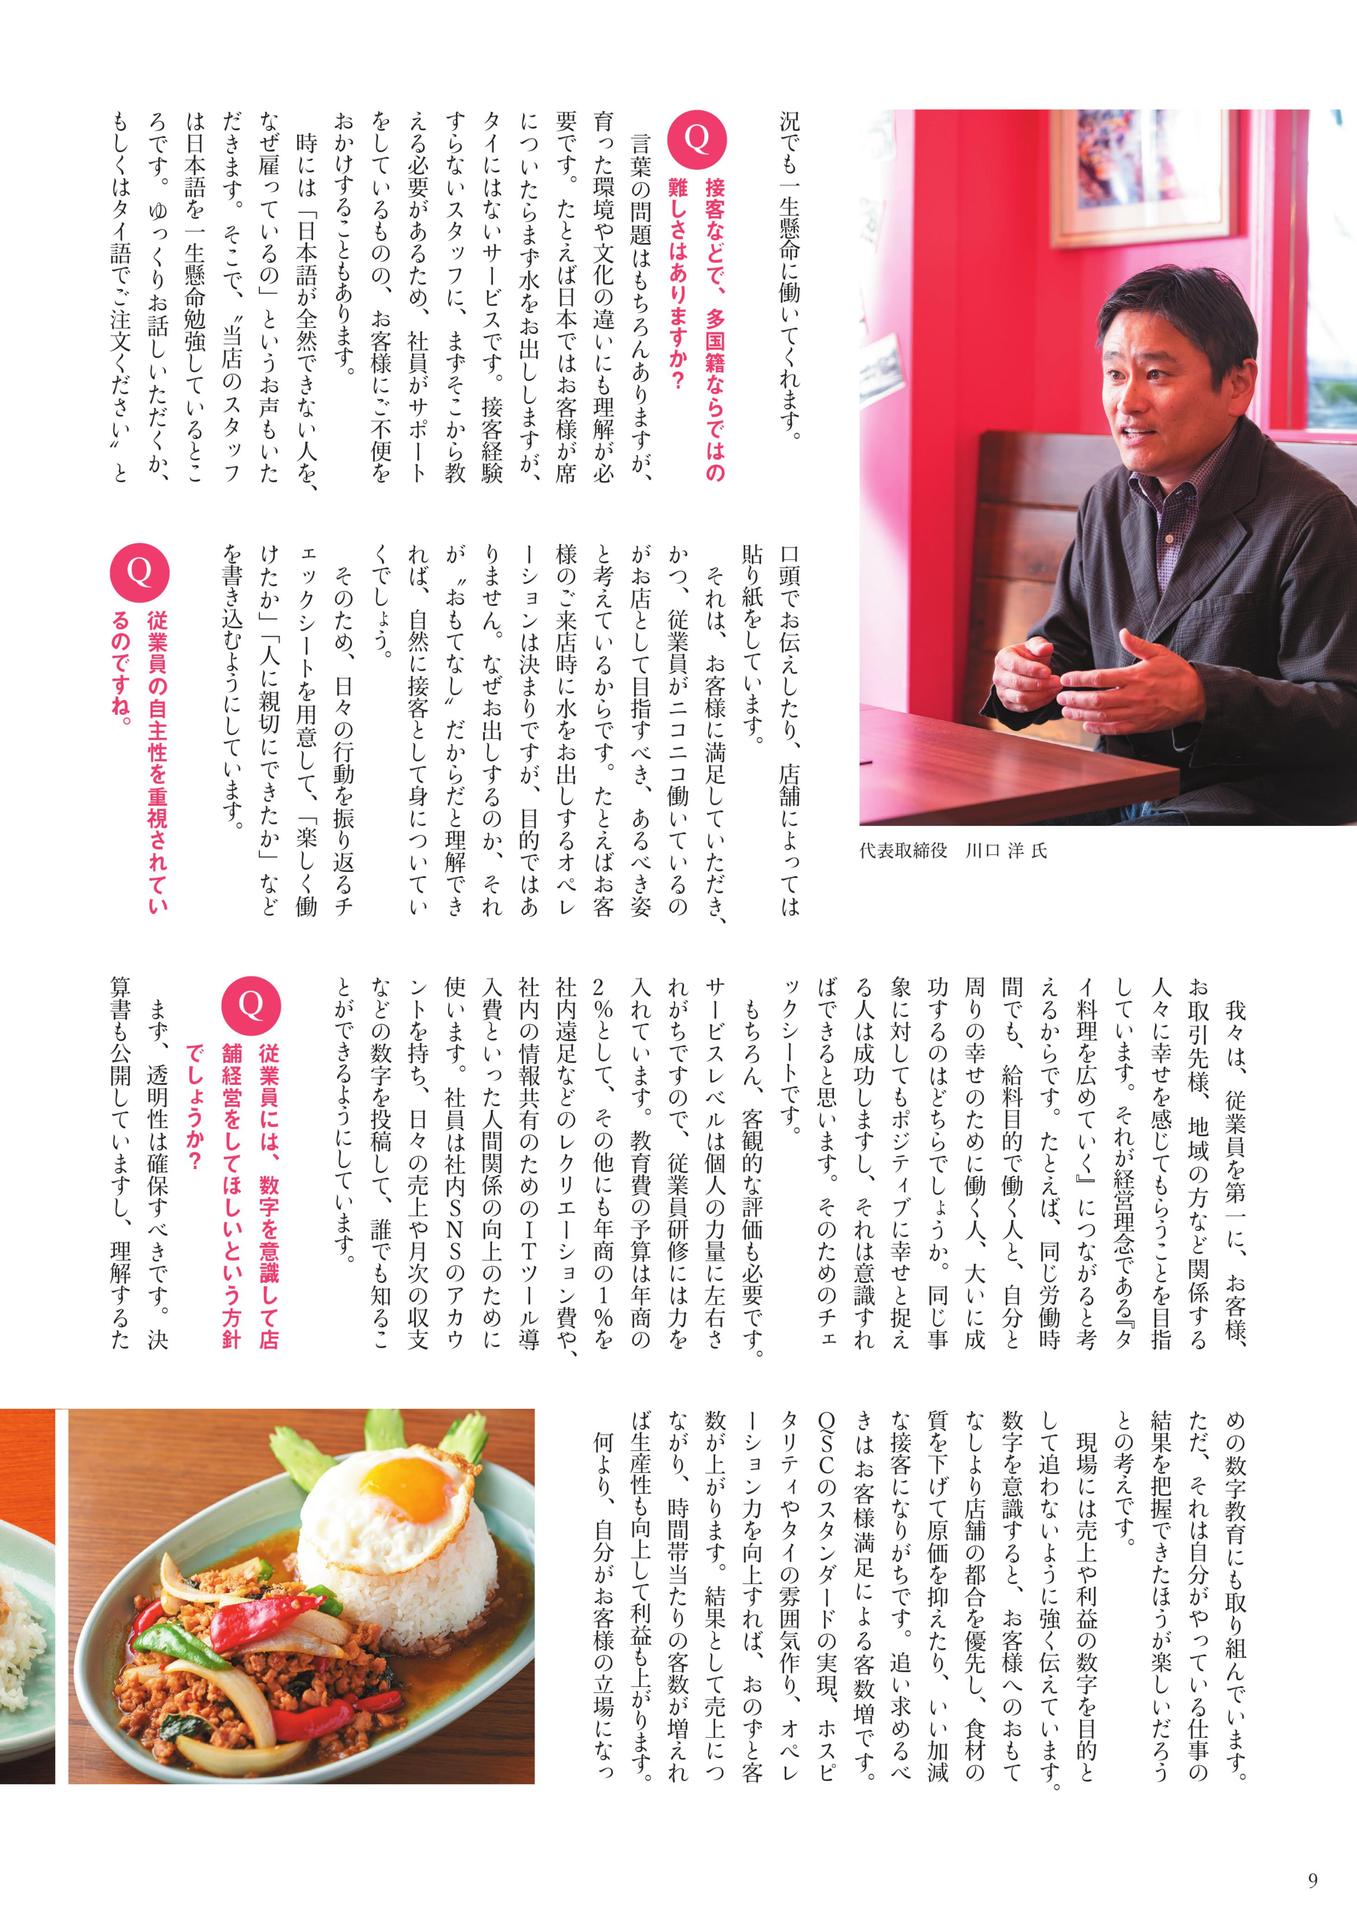 況でも一生懸命に働いてくれます。
Q
接客などで、多国籍ならではの
難しさはありますか？
言葉の問題はもちろんありますが、
育った環境や文化の違いにも理解が必
要です。たとえば日本ではお客様が席
についたらまず水をお出ししますが、
タイにはないサービスです。接客経験
すらないスタッフに、まずそこから教
える必要があるため、社員がサポート
をしているものの、お客様にご不便を
おかけすることもあります。
時には「日本語が全然できない人を、
なぜ雇っているの」というお声もいた
だきます。そこで、〝当店のスタッフ
は日本語を一生懸命勉強しているとこ
ろです。ゆっくりお話しいただくか、
もしくはタイ語でご注文ください〟と
口頭でお伝えしたり、店舗によっては
貼り紙をしています。
それは、お客様に満足していただき、
かつ、従業員がニコニコ働いているの
がお店として目指すべき、あるべき姿
と考えているからです。たとえばお客
様のご来店時に水をお出しするオペレ
ーションは決まりですが、目的ではあ
りません。なぜお出しするのか、それ
が〝おもてなし〟だからだと理解でき
れば、自然に接客として身についてい
くでしょう。
そのため、日々の行動を振り返るチ
ェックシートを用意して、「楽しく働
けたか」「人に親切にできたか」など
を書き込むようにしています。
Q
従業員の自主性を重視されてい
るのですね。
代表取締役　川口 洋 氏
我々は、従業員を第一に、お客様、
お取引先様、地域の方など関係する
人々に幸せを感じてもらうことを目指
しています。それが経営理念である『タ
イ料理を広めていく』につながると考
えるからです。たとえば、同じ労働時
間でも、給料目的で働く人と、自分と
周りの幸せのために働く人、大いに成
功するのはどちらでしょうか。同じ事
象に対してもポジティブに幸せと捉え
る人は成功しますし、それは意識すれ
ばできると思います。そのためのチェ
ックシートです。
もちろん、客観的な評価も必要です。
サービスレベルは個人の力量に左右さ
れがちですので、従業員研修には力を
入れています。教育費の予算は年商の
2％として、その他にも年商の1％を
社内遠足などのレクリエーション費や、
社内の情報共有のためのITツール導
入費といった人間関係の向上のために
使います。社員は社内SNSのアカウ
ントを持ち、日々の売上や月次の収支
などの数字を投稿して、誰でも知るこ
とができるようにしています。
Q
従業員には、数字を意識して店
舗経営をしてほしいという方針
でしょうか？
まず、透明性は確保すべきです。決
算書も公開していますし、理解するた
めの数字教育にも取り組んでいます。
ただ、それは自分がやっている仕事の
結果を把握できたほうが楽しいだろう
との考えです。
現場には売上や利益の数字を目的と
して追わないように強く伝えています。
数字を意識すると、お客様へのおもて
なしより店舗の都合を優先し、食材の
質を下げて原価を抑えたり、いい加減
な接客になりがちです。追い求めるべ
きはお客様満足による客数増です。
QSCのスタンダードの実現、ホスピ
タリティやタイの雰囲気作り、オペレ
ーション力を向上すれば、おのずと客
数が上がります。結果として売上につ
ながり、時間帯当たりの客数が増えれ
ば生産性も向上して利益も上がります。
何より、自分がお客様の立場になっ
9